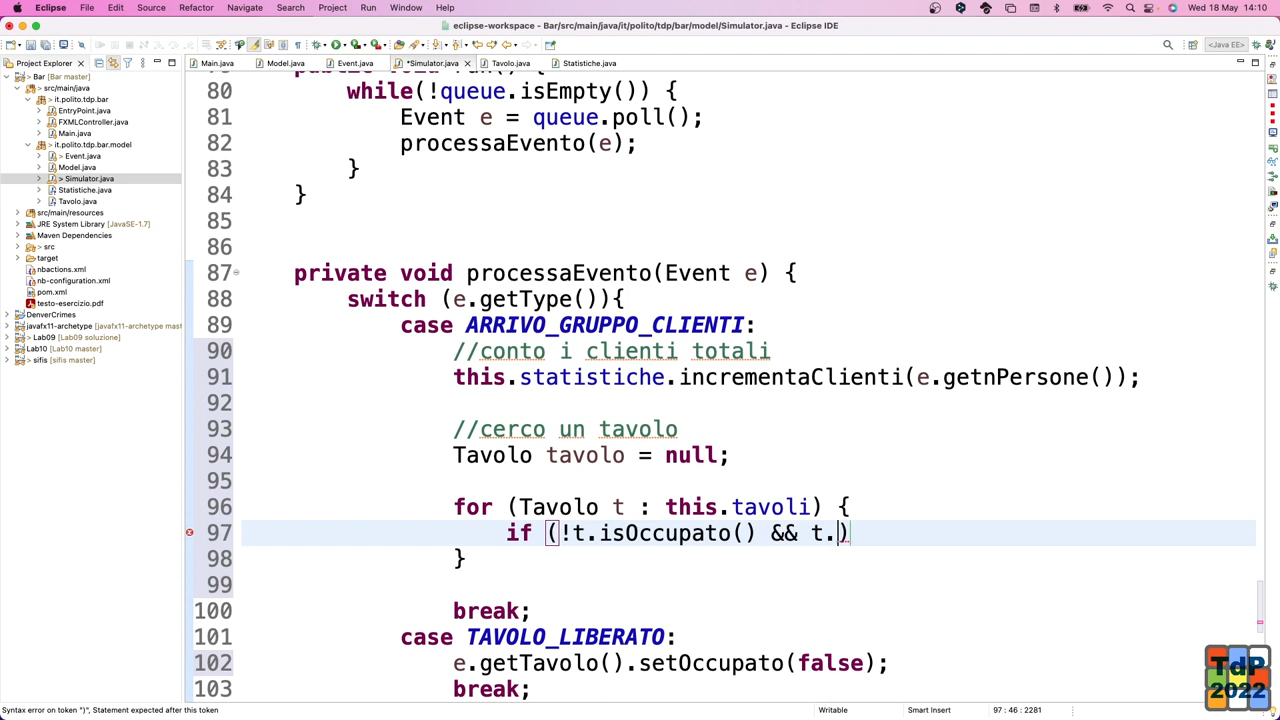 Eclipse File Edit Source Refactor Navigate Search Project Run Window Help Wed 18 May 14:10
eclipse-workspace - Bar/src/main/java/it/polito/tdp/bar/model/Simulator.java - Eclipse IDE
<Java EE>
Project Explorer
Main.java Model.java Event.java *Simulator.java Tavolo.java Statistiche.java
> Bar [Bar master]
src/main/java
it.polito.tdp.bar
EntryPoint.java
FXMLController.java
Main.java
it.polito.tdp.bar.model
> Event.java
Model.java
> Simulator.java
Statistiche.java
Tavolo.java
src/main/resources
JRE System Library [JavaSE-1.7]
Maven Dependencies
> src
target
nbactions.xml
nb-configuration.xml
pom.xml
testo-esercizio.pdf
DenverCrimes
javafx11-archetype [javafx11-archetype mast
> Lab09 [Lab09 soluzione]
Lab10 [Lab10 master]
> sifis [sifis master]
80 while(!queue.isEmpty()) {
81 Event e = queue.poll();
82 processaEvento(e);
83 }
84 }
85
86
87 private void processaEvento(Event e) {
88 switch (e.getType()){
89 case ARRIVO_GRUPPO_CLIENTI:
90 //conto i clienti totali
91 this.statistiche.incrementaClienti(e.getnPersone());
92
93 //cerco un tavolo
94 Tavolo tavolo = null;
95
96 for (Tavolo t : this.tavoli) {
97 if (!t.isOccupato() && t.)
98 }
99
100 break;
101 case TAVOLO_LIBERATO:
102 e.getTavolo().setOccupato(false);
103 break;
TdP
2022
Syntax error on token ")", Statement expected after this token Writable Smart Insert 97 : 46 : 2281